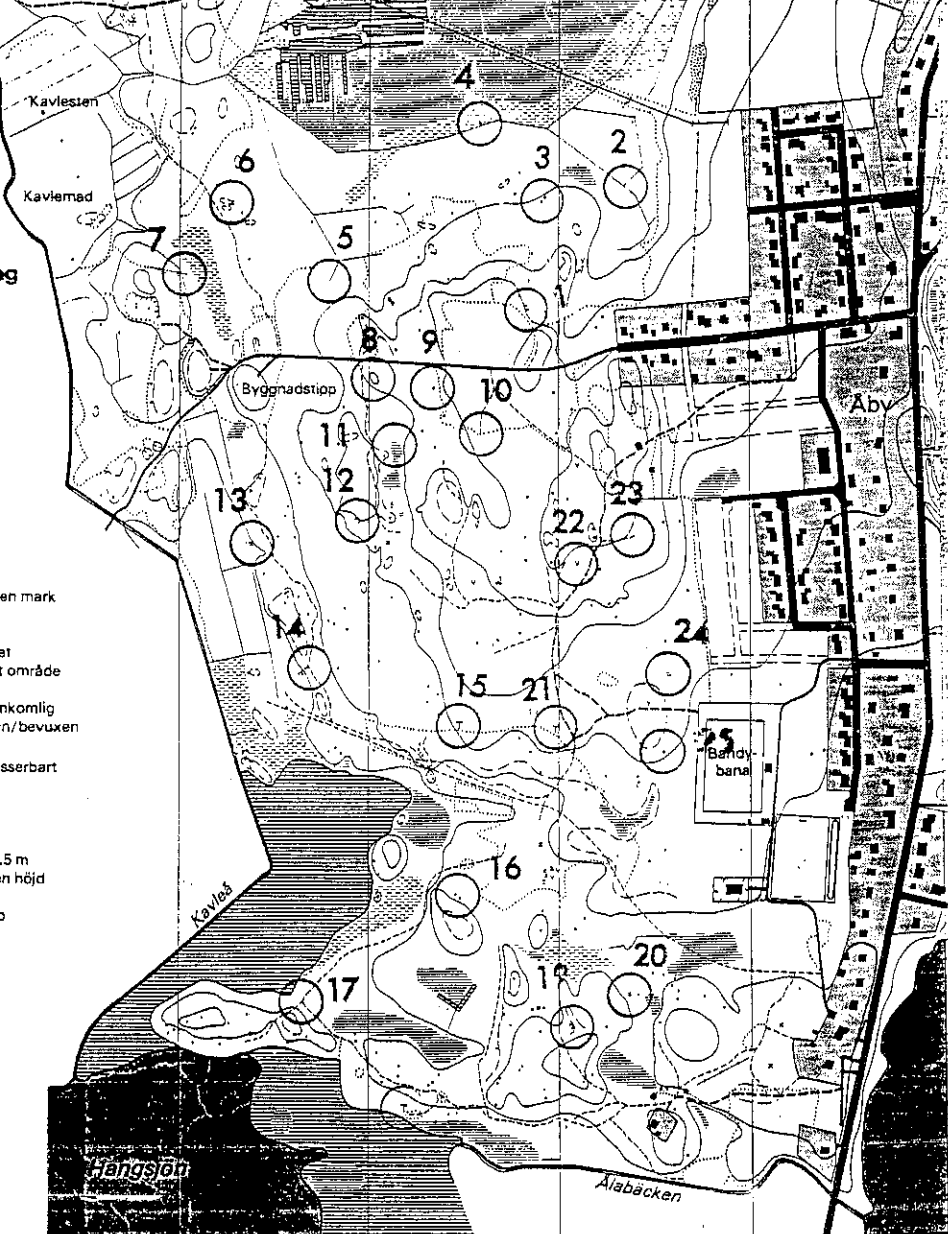 4
Kavlesten
2
6
3
Kavlemad
7
5
1
8
9
Byggnadstipp
10
Åby
11
12
13
23
22
en mark
14
24
t område
15
21
nkomlig
n/bevuxen
25
Bandy-
bana
sserbart
.5 m
en höjd
16
Kavleå
20
17
Hängsjön
Ålabäcken